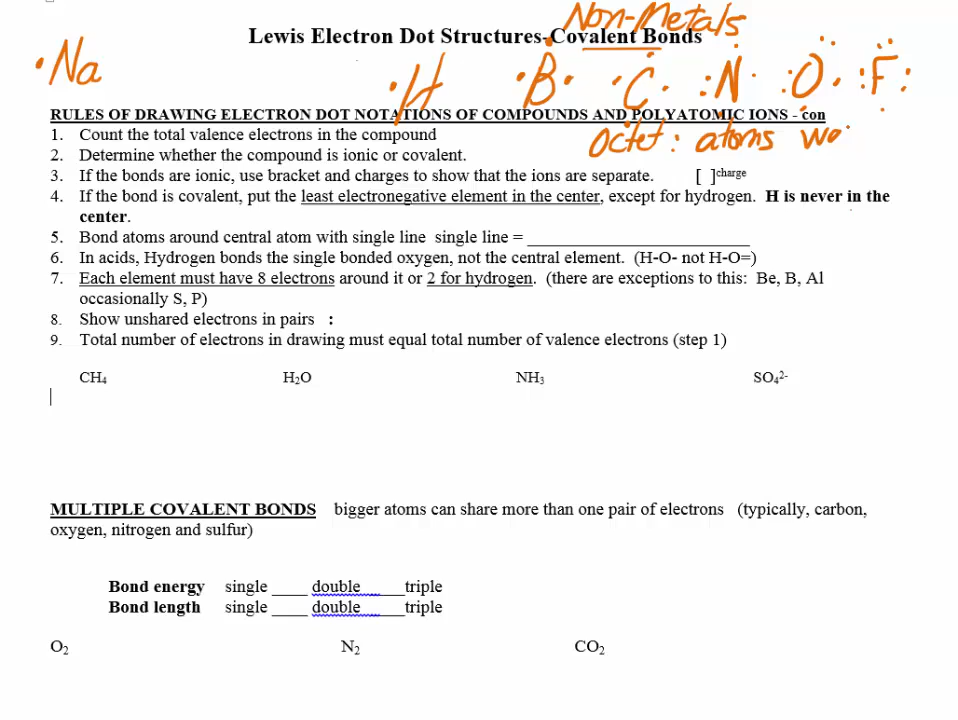 Non-Metals
Lewis Electron Dot Structures-Covalent Bonds
·Na ·H ·B· ·C· :N· :O· :F:
RULES OF DRAWING ELECTRON DOT NOTATIONS OF COMPOUNDS AND POLYATOMIC IONS - con
Octet: atoms wa
1. Count the total valence electrons in the compound
2. Determine whether the compound is ionic or covalent.
3. If the bonds are ionic, use bracket and charges to show that the ions are separate. [ ]charge
4. If the bond is covalent, put the least electronegative element in the center, except for hydrogen. H is never in the
center.
5. Bond atoms around central atom with single line single line = __________________________
6. In acids, Hydrogen bonds the single bonded oxygen, not the central element. (H-O- not H-O=)
7. Each element must have 8 electrons around it or 2 for hydrogen. (there are exceptions to this: Be, B, Al
occasionally S, P)
8. Show unshared electrons in pairs :
9. Total number of electrons in drawing must equal total number of valence electrons (step 1)
CH₄ H₂O NH₃ SO₄²⁻
MULTIPLE COVALENT BONDS bigger atoms can share more than one pair of electrons (typically, carbon,
oxygen, nitrogen and sulfur)
Bond energy single ____ double ____triple
Bond length single ____ double ____triple
O₂ N₂ CO₂